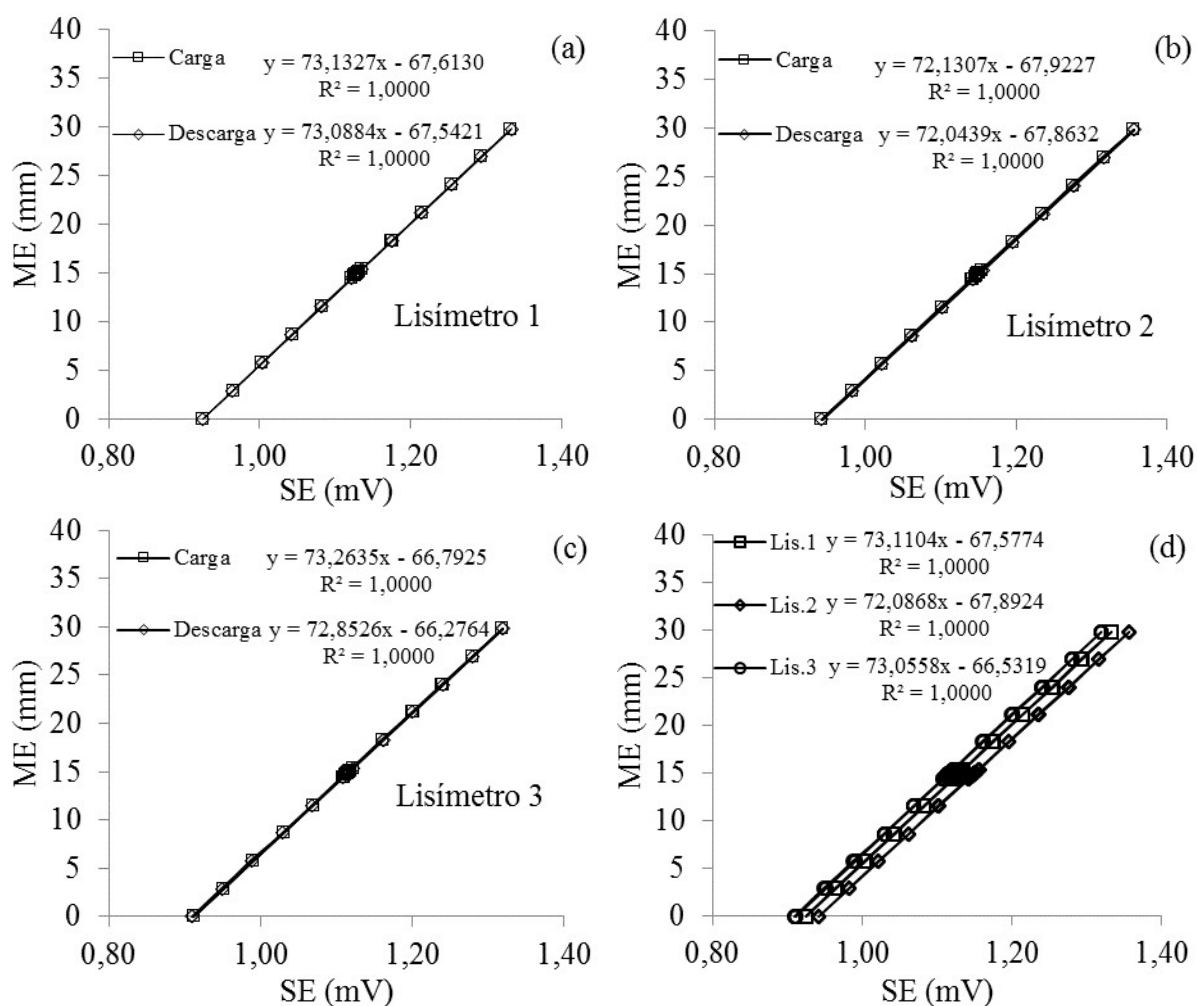 (a)
Carga y = 73,1327x - 67,6130
R² = 1,0000
Descarga y = 73,0884x - 67,5421
R² = 1,0000
Lisímetro 1
ME (mm)
40
35
30
25
20
15
10
5
0
0,80 1,00 1,20 1,40
SE (mV)
(b)
Carga y = 72,1307x - 67,9227
R² = 1,0000
Descarga y = 72,0439x - 67,8632
R² = 1,0000
Lisímetro 2
ME (mm)
40
35
30
25
20
15
10
5
0
0,80 1,00 1,20 1,40
SE (mV)
(c)
Carga y = 73,2635x - 66,7925
R² = 1,0000
Descarga y = 72,8526x - 66,2764
R² = 1,0000
Lisímetro 3
ME (mm)
40
35
30
25
20
15
10
5
0
0,80 1,00 1,20 1,40
SE (mV)
(d)
Lis.1 y = 73,1104x - 67,5774
R² = 1,0000
Lis.2 y = 72,0868x - 67,8924
R² = 1,0000
Lis.3 y = 73,0558x - 66,5319
R² = 1,0000
ME (mm)
40
35
30
25
20
15
10
5
0
0,80 1,00 1,20 1,40
SE (mV)